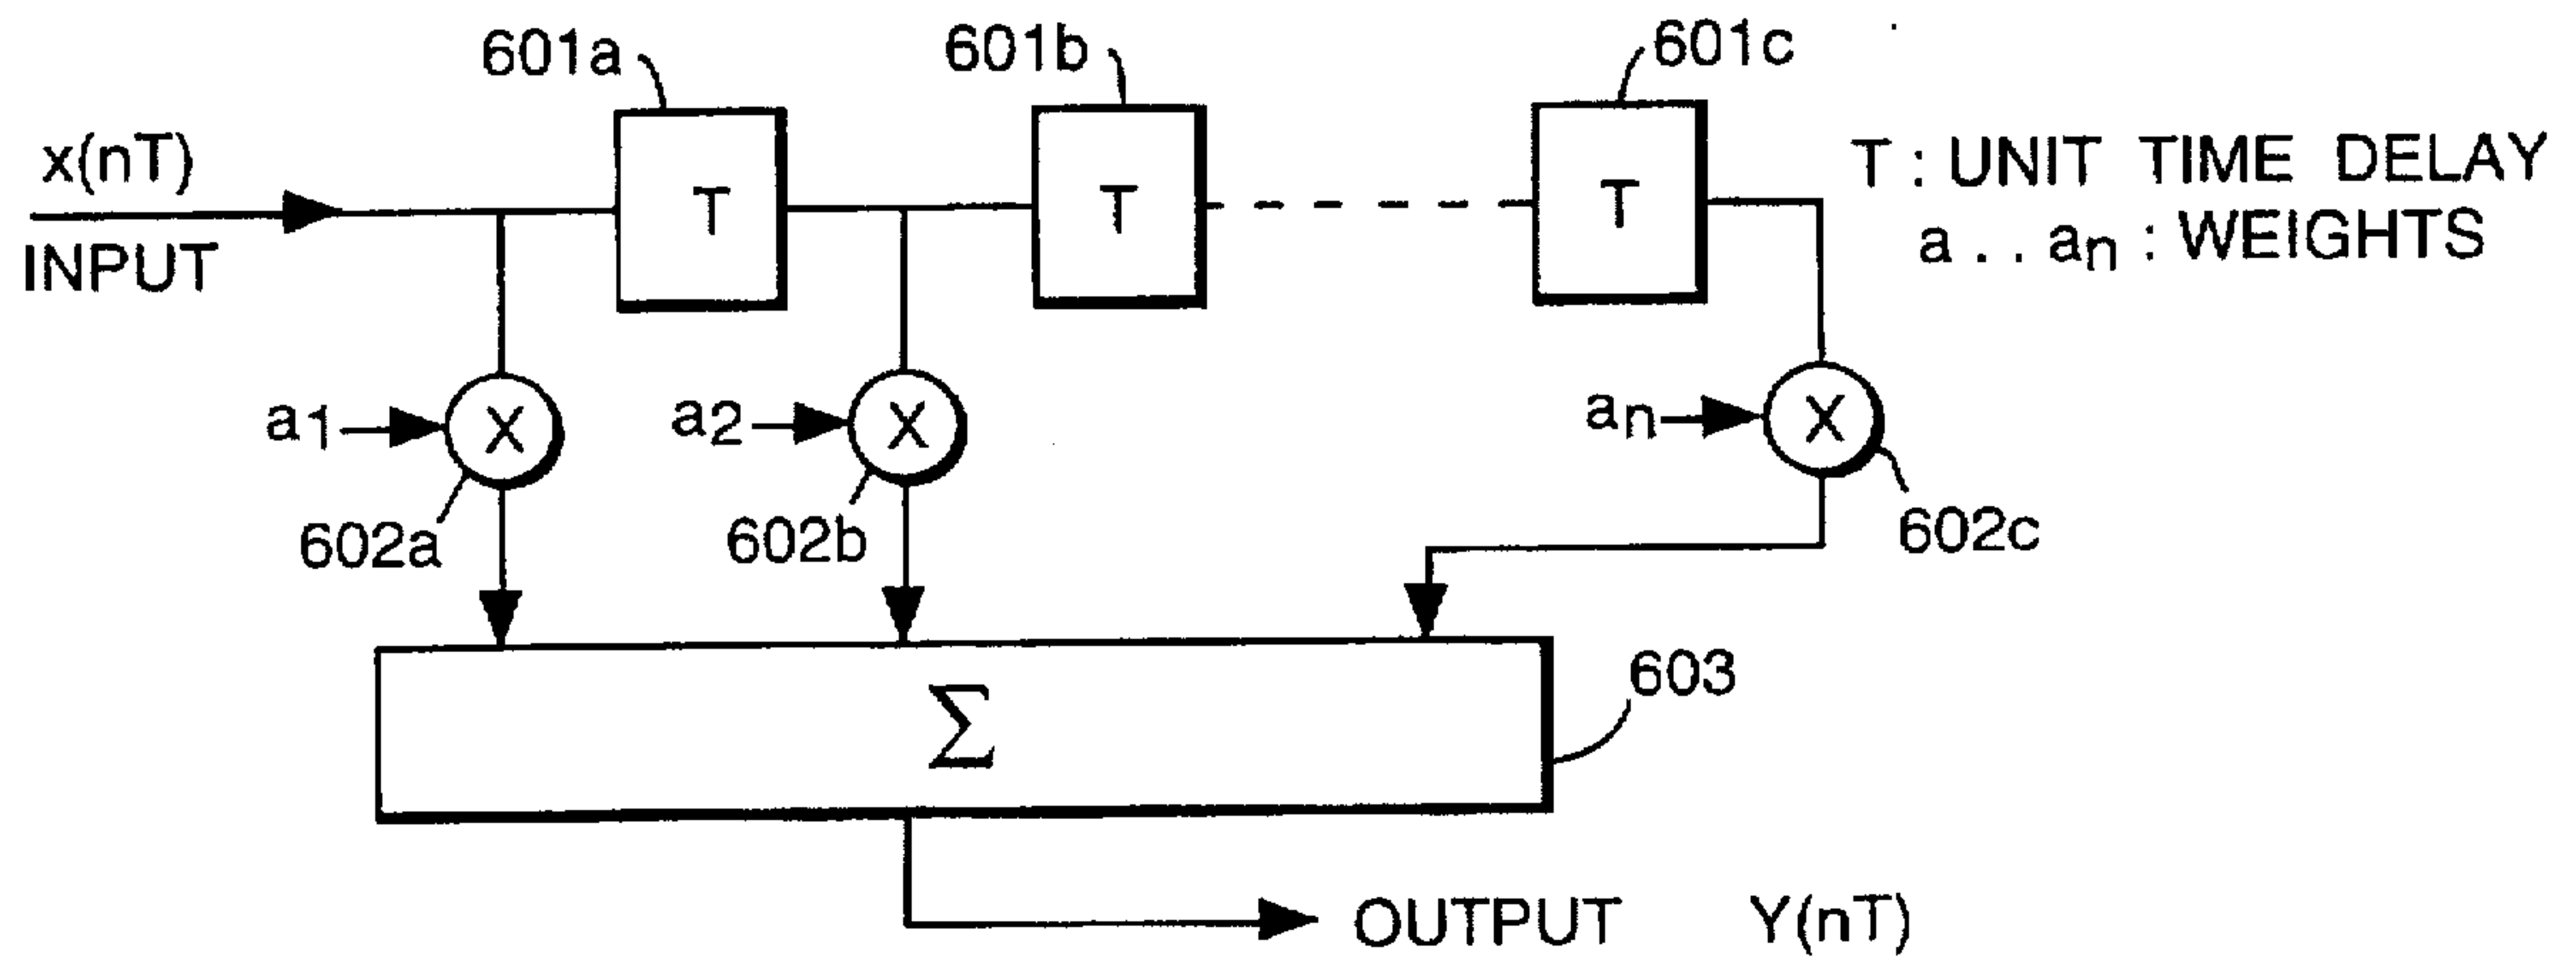 601a 601b 601c
x(nT)
INPUT
T T T
T : UNIT TIME DELAY
a . . an : WEIGHTS
a1 X a2 X an X
602a 602b 602c
Σ
603
OUTPUT Y(nT)